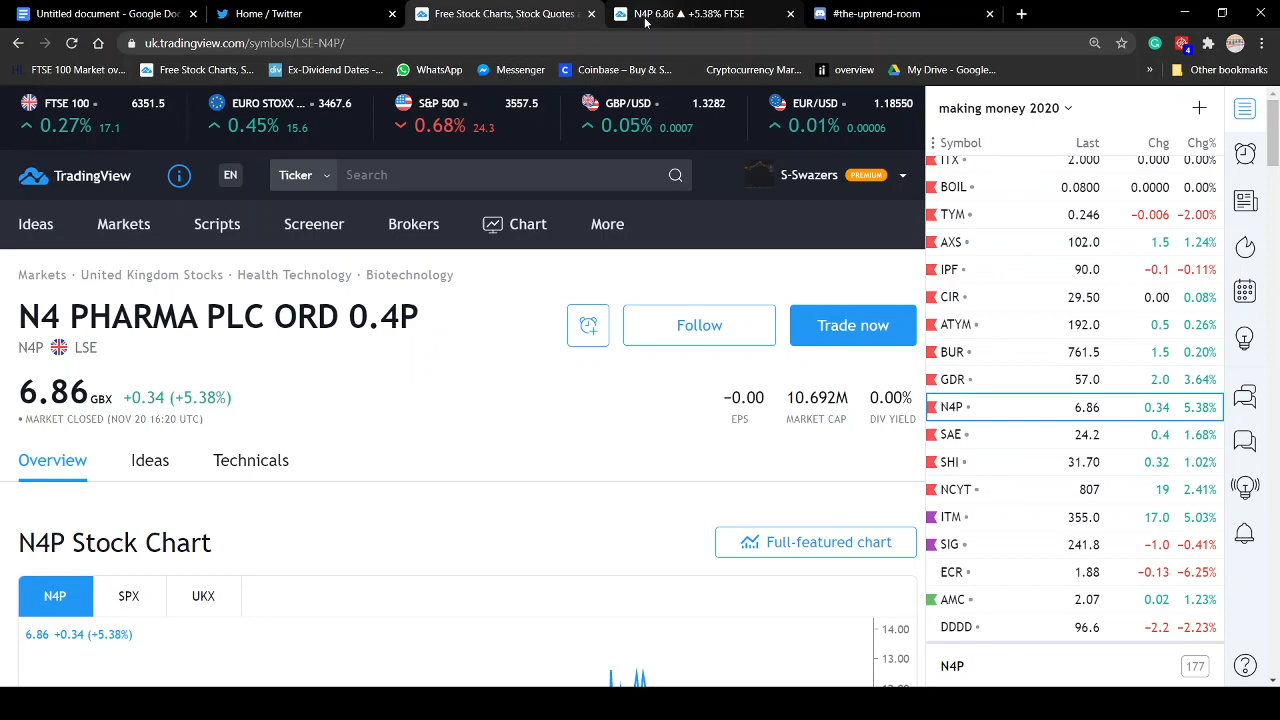 Untitled document - Google Doc
Home / Twitter
Free Stock Charts, Stock Quotes
N4P 6.86 ▲ +5.38% FTSE
#the-uptrend-room
uk.tradingview.com/symbols/LSE-N4P/
4
FTSE 100 Market ov...
Free Stock Charts, S...
Ex-Dividend Dates -...
WhatsApp
Messenger
Coinbase – Buy & S...
Cryptocurrency Mar...
overview
My Drive - Google...
»
Other bookmarks
FTSE 100 6351.5
0.27% 17.1
EURO STOXX ... 3467.6
0.45% 15.6
S&P 500 3557.5
0.68% 24.3
GBP/USD 1.3282
0.05% 0.0007
EUR/USD 1.18550
0.01% 0.00006
TradingView
EN
Ticker
Search
S-Swazers PREMIUM
Ideas Markets Scripts Screener Brokers Chart More
Markets · United Kingdom Stocks · Health Technology · Biotechnology
N4 PHARMA PLC ORD 0.4P
N4P LSE
Follow
Trade now
6.86 GBX +0.34 (+5.38%)
• MARKET CLOSED (NOV 20 16:20 UTC)
−0.00
EPS
10.692M
MARKET CAP
0.00%
DIV YIELD
Overview Ideas Technicals
N4P Stock Chart
Full-featured chart
N4P SPX UKX
6.86 +0.34 (+5.38%)
14.00
13.00
making money 2020
Symbol Last Chg Chg%
ITX 2.000 0.000 0.00%
BOIL 0.0800 0.0000 0.00%
TYM 0.246 −0.006 −2.00%
AXS 102.0 1.5 1.24%
IPF 90.0 −0.1 −0.11%
CIR 29.50 0.00 0.08%
ATYM 192.0 0.5 0.26%
BUR 761.5 1.5 0.20%
GDR 57.0 2.0 3.64%
N4P 6.86 0.34 5.38%
SAE 24.2 0.4 1.68%
SHI 31.70 0.32 1.02%
NCYT 807 19 2.41%
ITM 355.0 17.0 5.03%
SIG 241.8 −1.0 −0.41%
ECR 1.88 −0.13 −6.25%
AMC 2.07 0.02 1.23%
DDDD 96.6 −2.2 −2.23%
N4P 177